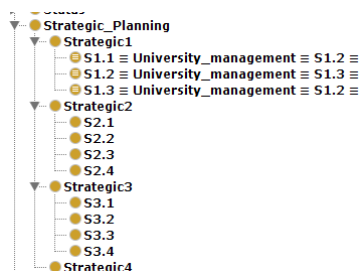 Strategic_Planning
Strategic1
S1.1 ≡ University_management ≡ S1.2 ≡
S1.2 ≡ University_management ≡ S1.3 ≡
S1.3 ≡ University_management ≡ S1.2 ≡
Strategic2
S2.1
S2.2
S2.3
S2.4
Strategic3
S3.1
S3.2
S3.3
S3.4
Strategic4